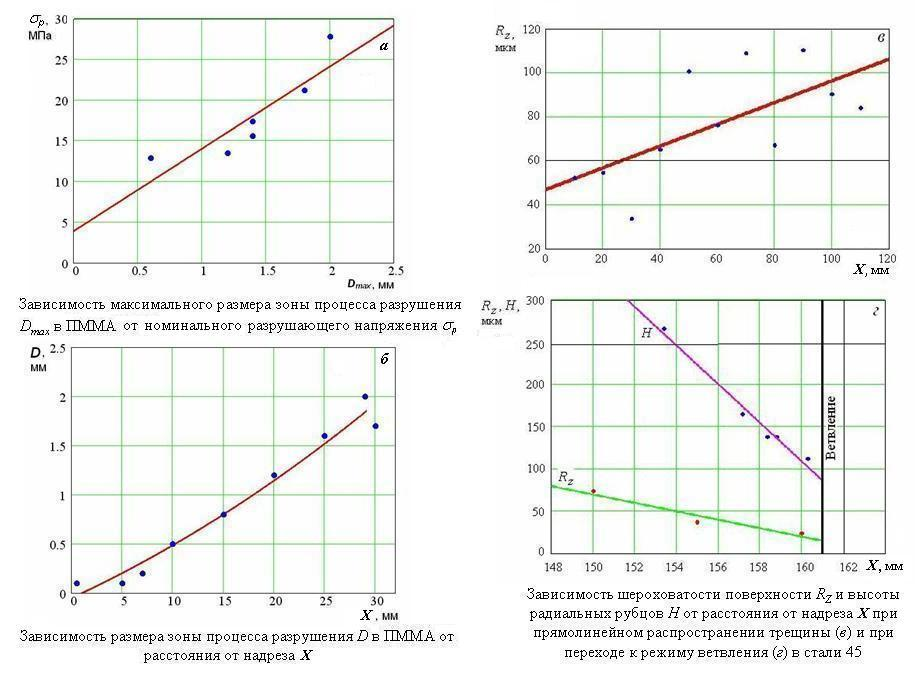 σр,
МПа
30
25
20
15
10
5
0
а
0 0.5 1 1.5 2 2.5
Dmax, мм
Зависимость максимального размера зоны процесса разрушения
Dmax в ПММА от номинального разрушающего напряжения σр
D,
мм
2.5
2
1.5
1
0.5
0
б
0 5 10 15 20 25 30
X, мм
Зависимость размера зоны процесса разрушения D в ПММА от
расстояния от надреза X
Rz,
мкм
120
100
80
60
40
20
в
0 20 40 60 80 100 120
X, мм
Rz, H,
мкм
300
250
200
150
100
50
0
г
H
Rz
Ветвление
148 150 152 154 156 158 160 162 X, мм
Зависимость шероховатости поверхности RZ и высоты
радиальных рубцов H от расстояния от надреза X при
прямолинейном распространении трещины (в) и при
переходе к режиму ветвления (г) в стали 45